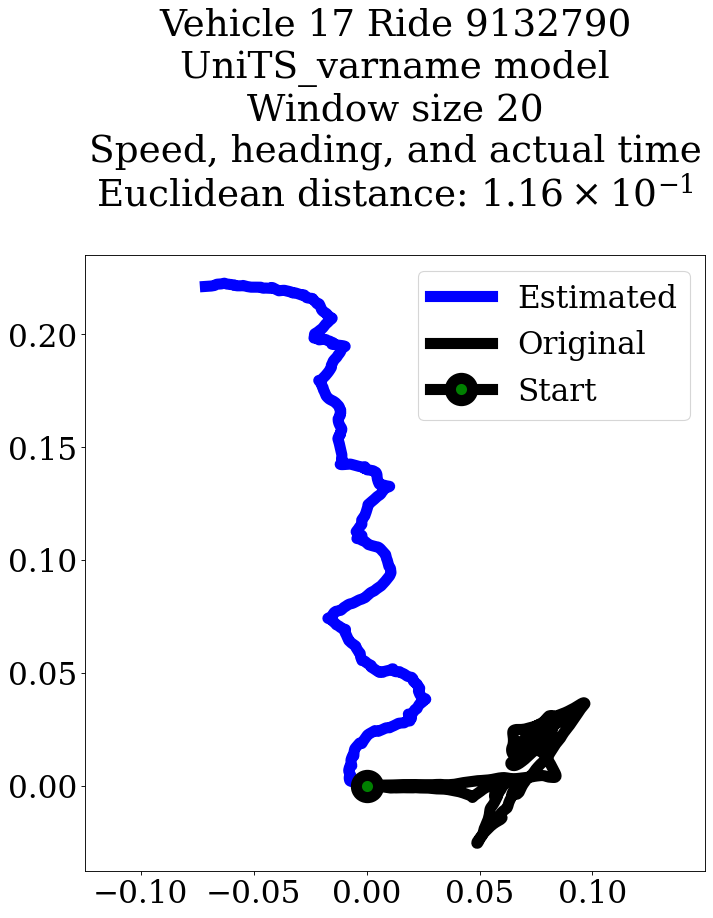 Vehicle 17 Ride 9132790
UniTS_varname model
Window size 20
Speed, heading, and actual time
Euclidean distance: 1.16 × 10⁻¹
Estimated
Original
Start
0.20
0.15
0.10
0.05
0.00
−0.10 −0.05 0.00 0.05 0.10